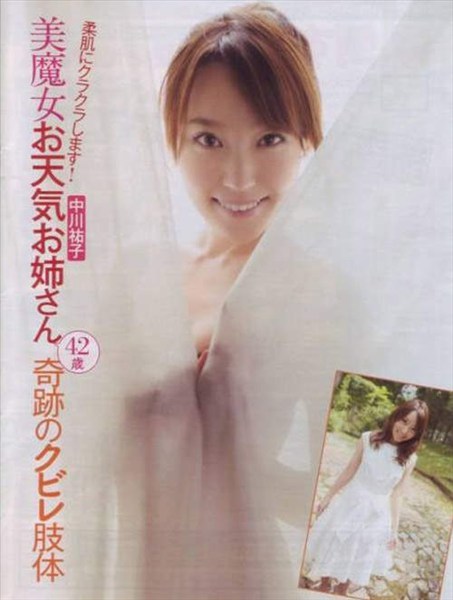 柔肌にクラクラします!
美魔女お天気お姉さん
中川祐子
42歳
奇跡のクビレ肢体